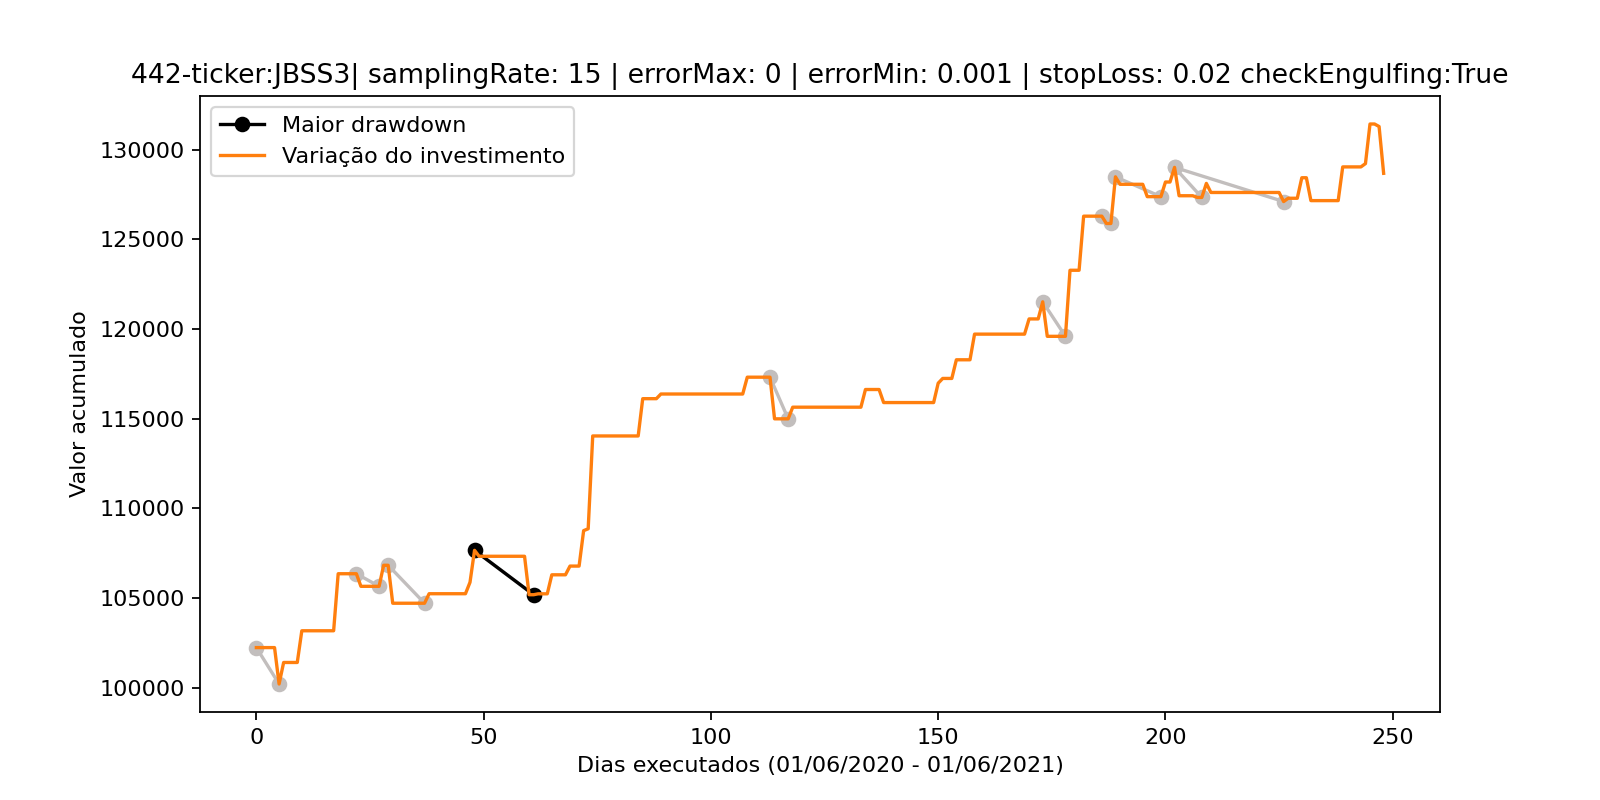 442-ticker:JBSS3| samplingRate: 15 | errorMax: 0 | errorMin: 0.001 | stopLoss: 0.02 checkEngulfing:True
Maior drawdown
Variação do investimento
130000
125000
120000
115000
110000
105000
100000
Valor acumulado
0 50 100 150 200 250
Dias executados (01/06/2020 - 01/06/2021)